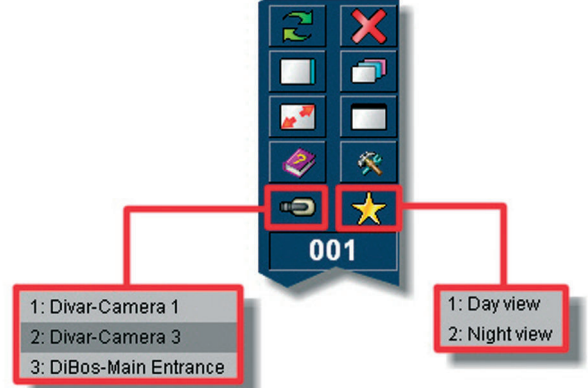 001
1: Divar-Camera 1
2: Divar-Camera 3
3: DiBos-Main Entrance
1: Day view
2: Night view